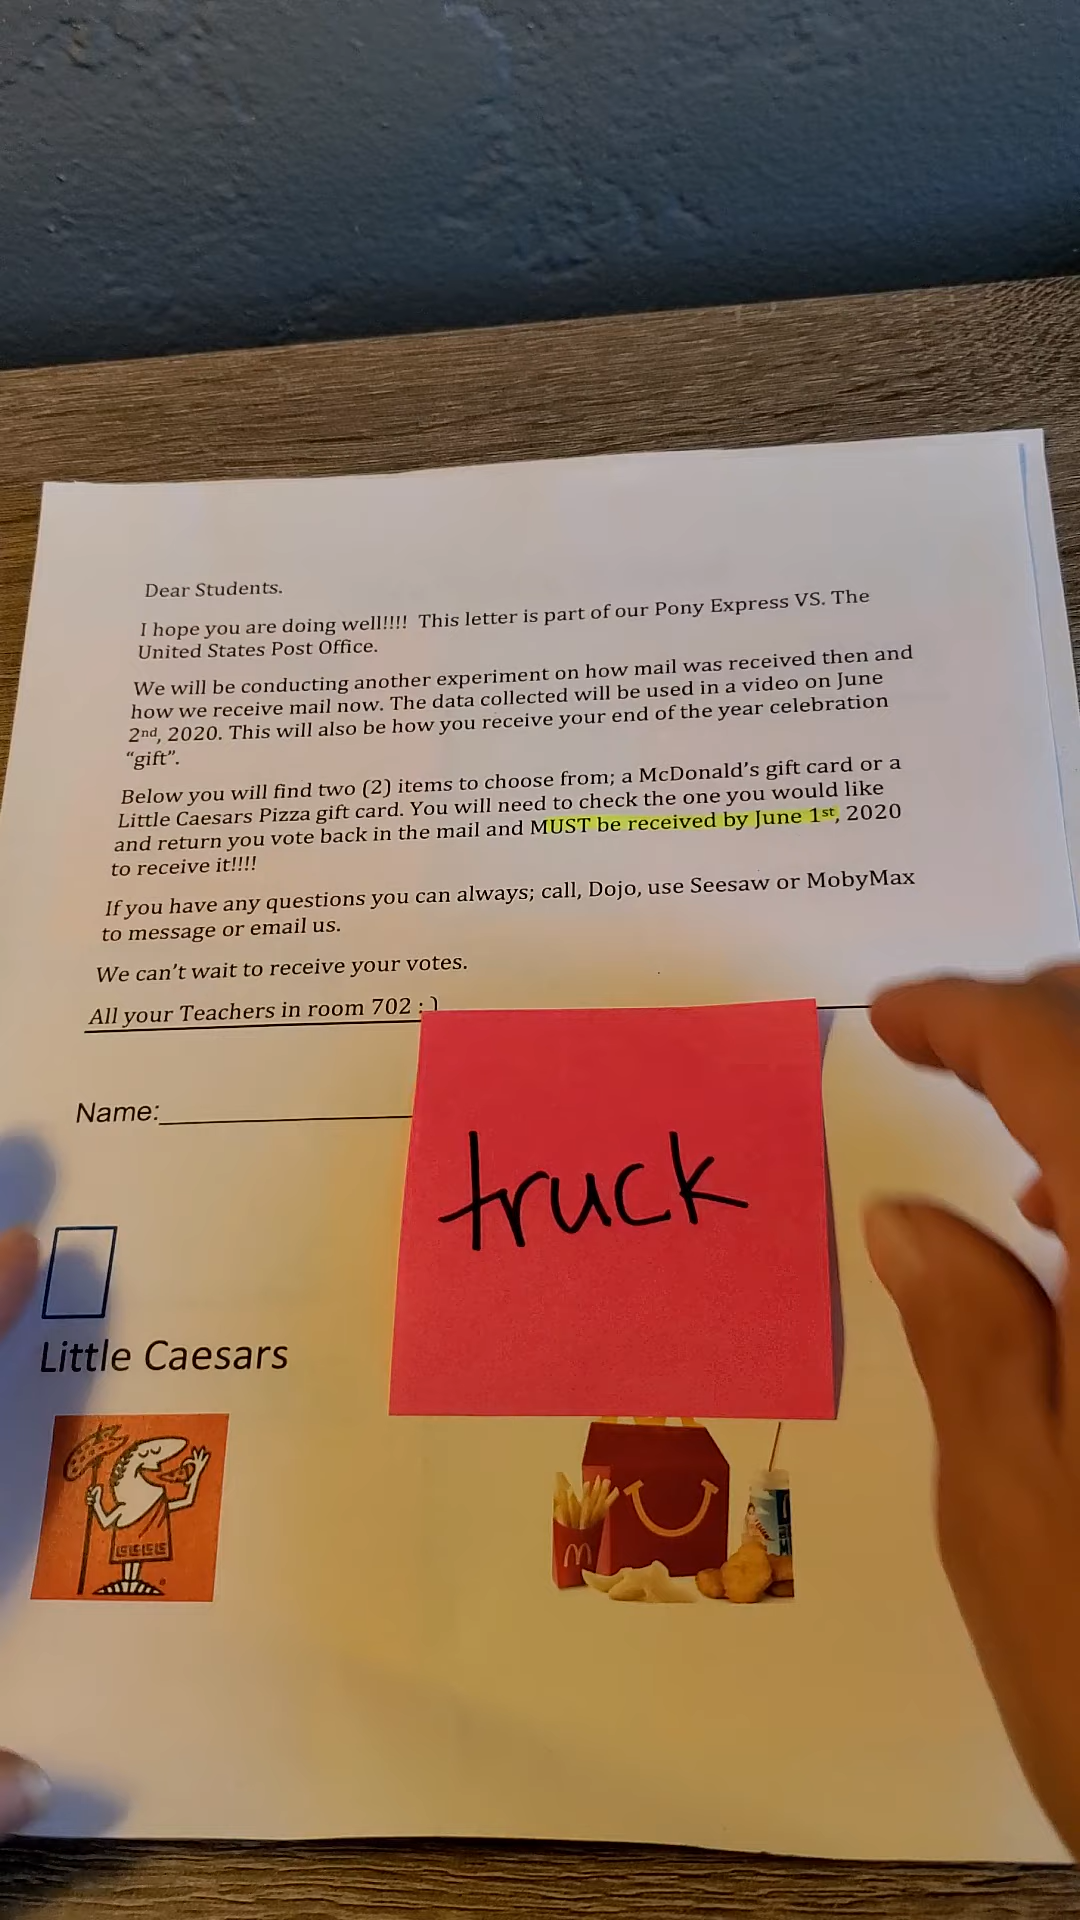 Dear Students.
I hope you are doing well!!!! This letter is part of our Pony Express VS. The
United States Post Office.
We will be conducting another experiment on how mail was received then and
how we receive mail now. The data collected will be used in a video on June
2nd, 2020. This will also be how you receive your end of the year celebration
“gift”.
Below you will find two (2) items to choose from; a McDonald’s gift card or a
Little Caesars Pizza gift card. You will need to check the one you would like
and return you vote back in the mail and MUST be received by June 1st, 2020
to receive it!!!!
If you have any questions you can always; call, Dojo, use Seesaw or MobyMax
to message or email us.
We can’t wait to receive your votes.
All your Teachers in room 702 : )
Name:
truck
Little Caesars